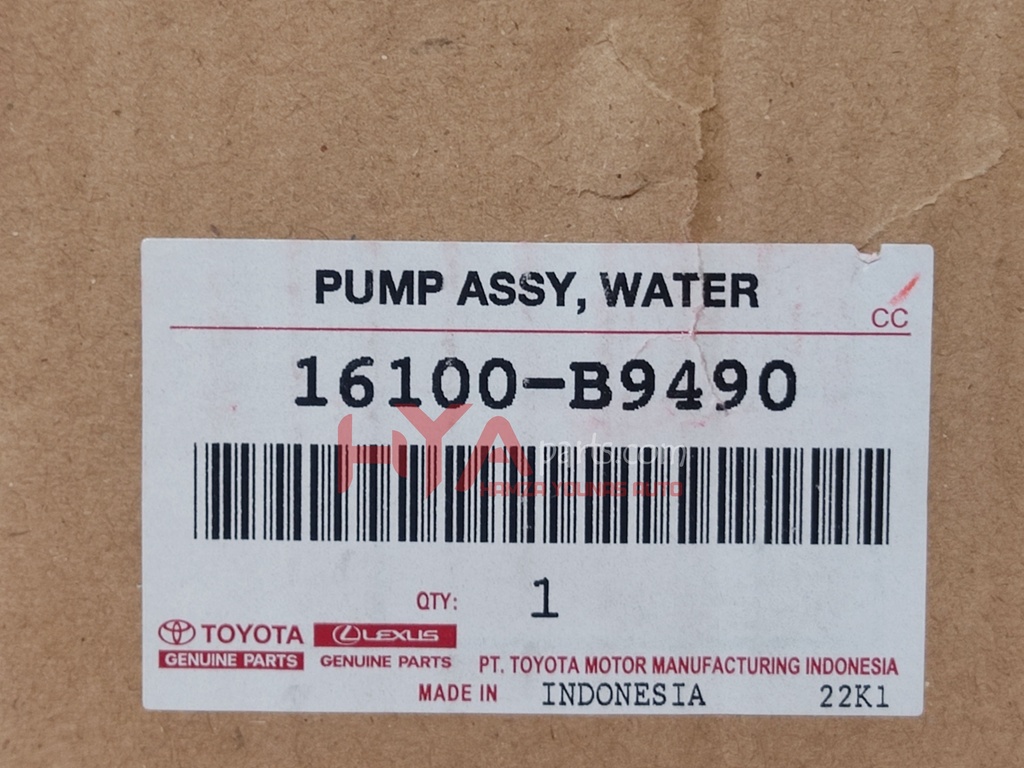 PUMP ASSY, WATER
CC
16100-B9490
HYA parts.com
HAMZA YOUNAS AUTO
QTY: 1
TOYOTA LEXUS
GENUINE PARTS GENUINE PARTS PT. TOYOTA MOTOR MANUFACTURING INDONESIA
MADE IN INDONESIA 22K1